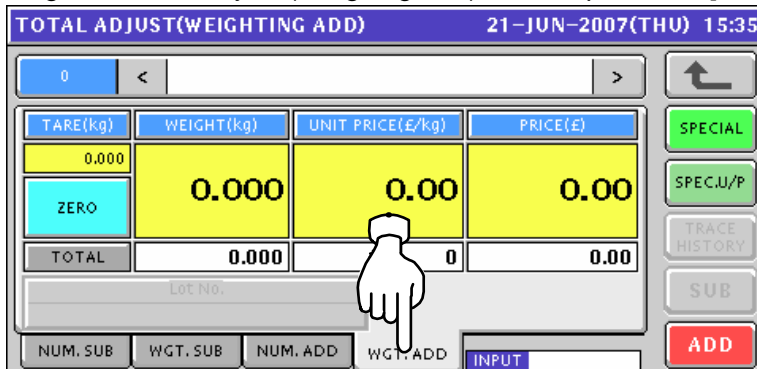 TOTAL ADJUST(WEIGHTING ADD) 21-JUN-2007(THU) 15:35
0 < >
TARE(kg) WEIGHT(kg) UNIT PRICE(£/kg) PRICE(£) SPECIAL
0.000
0.000 0.00 0.00 SPEC.U/P
ZERO
TRACE
HISTORY
TOTAL 0.000 0 0.00
Lot No. SUB
NUM. SUB WGT. SUB NUM. ADD WGT. ADD INPUT ADD